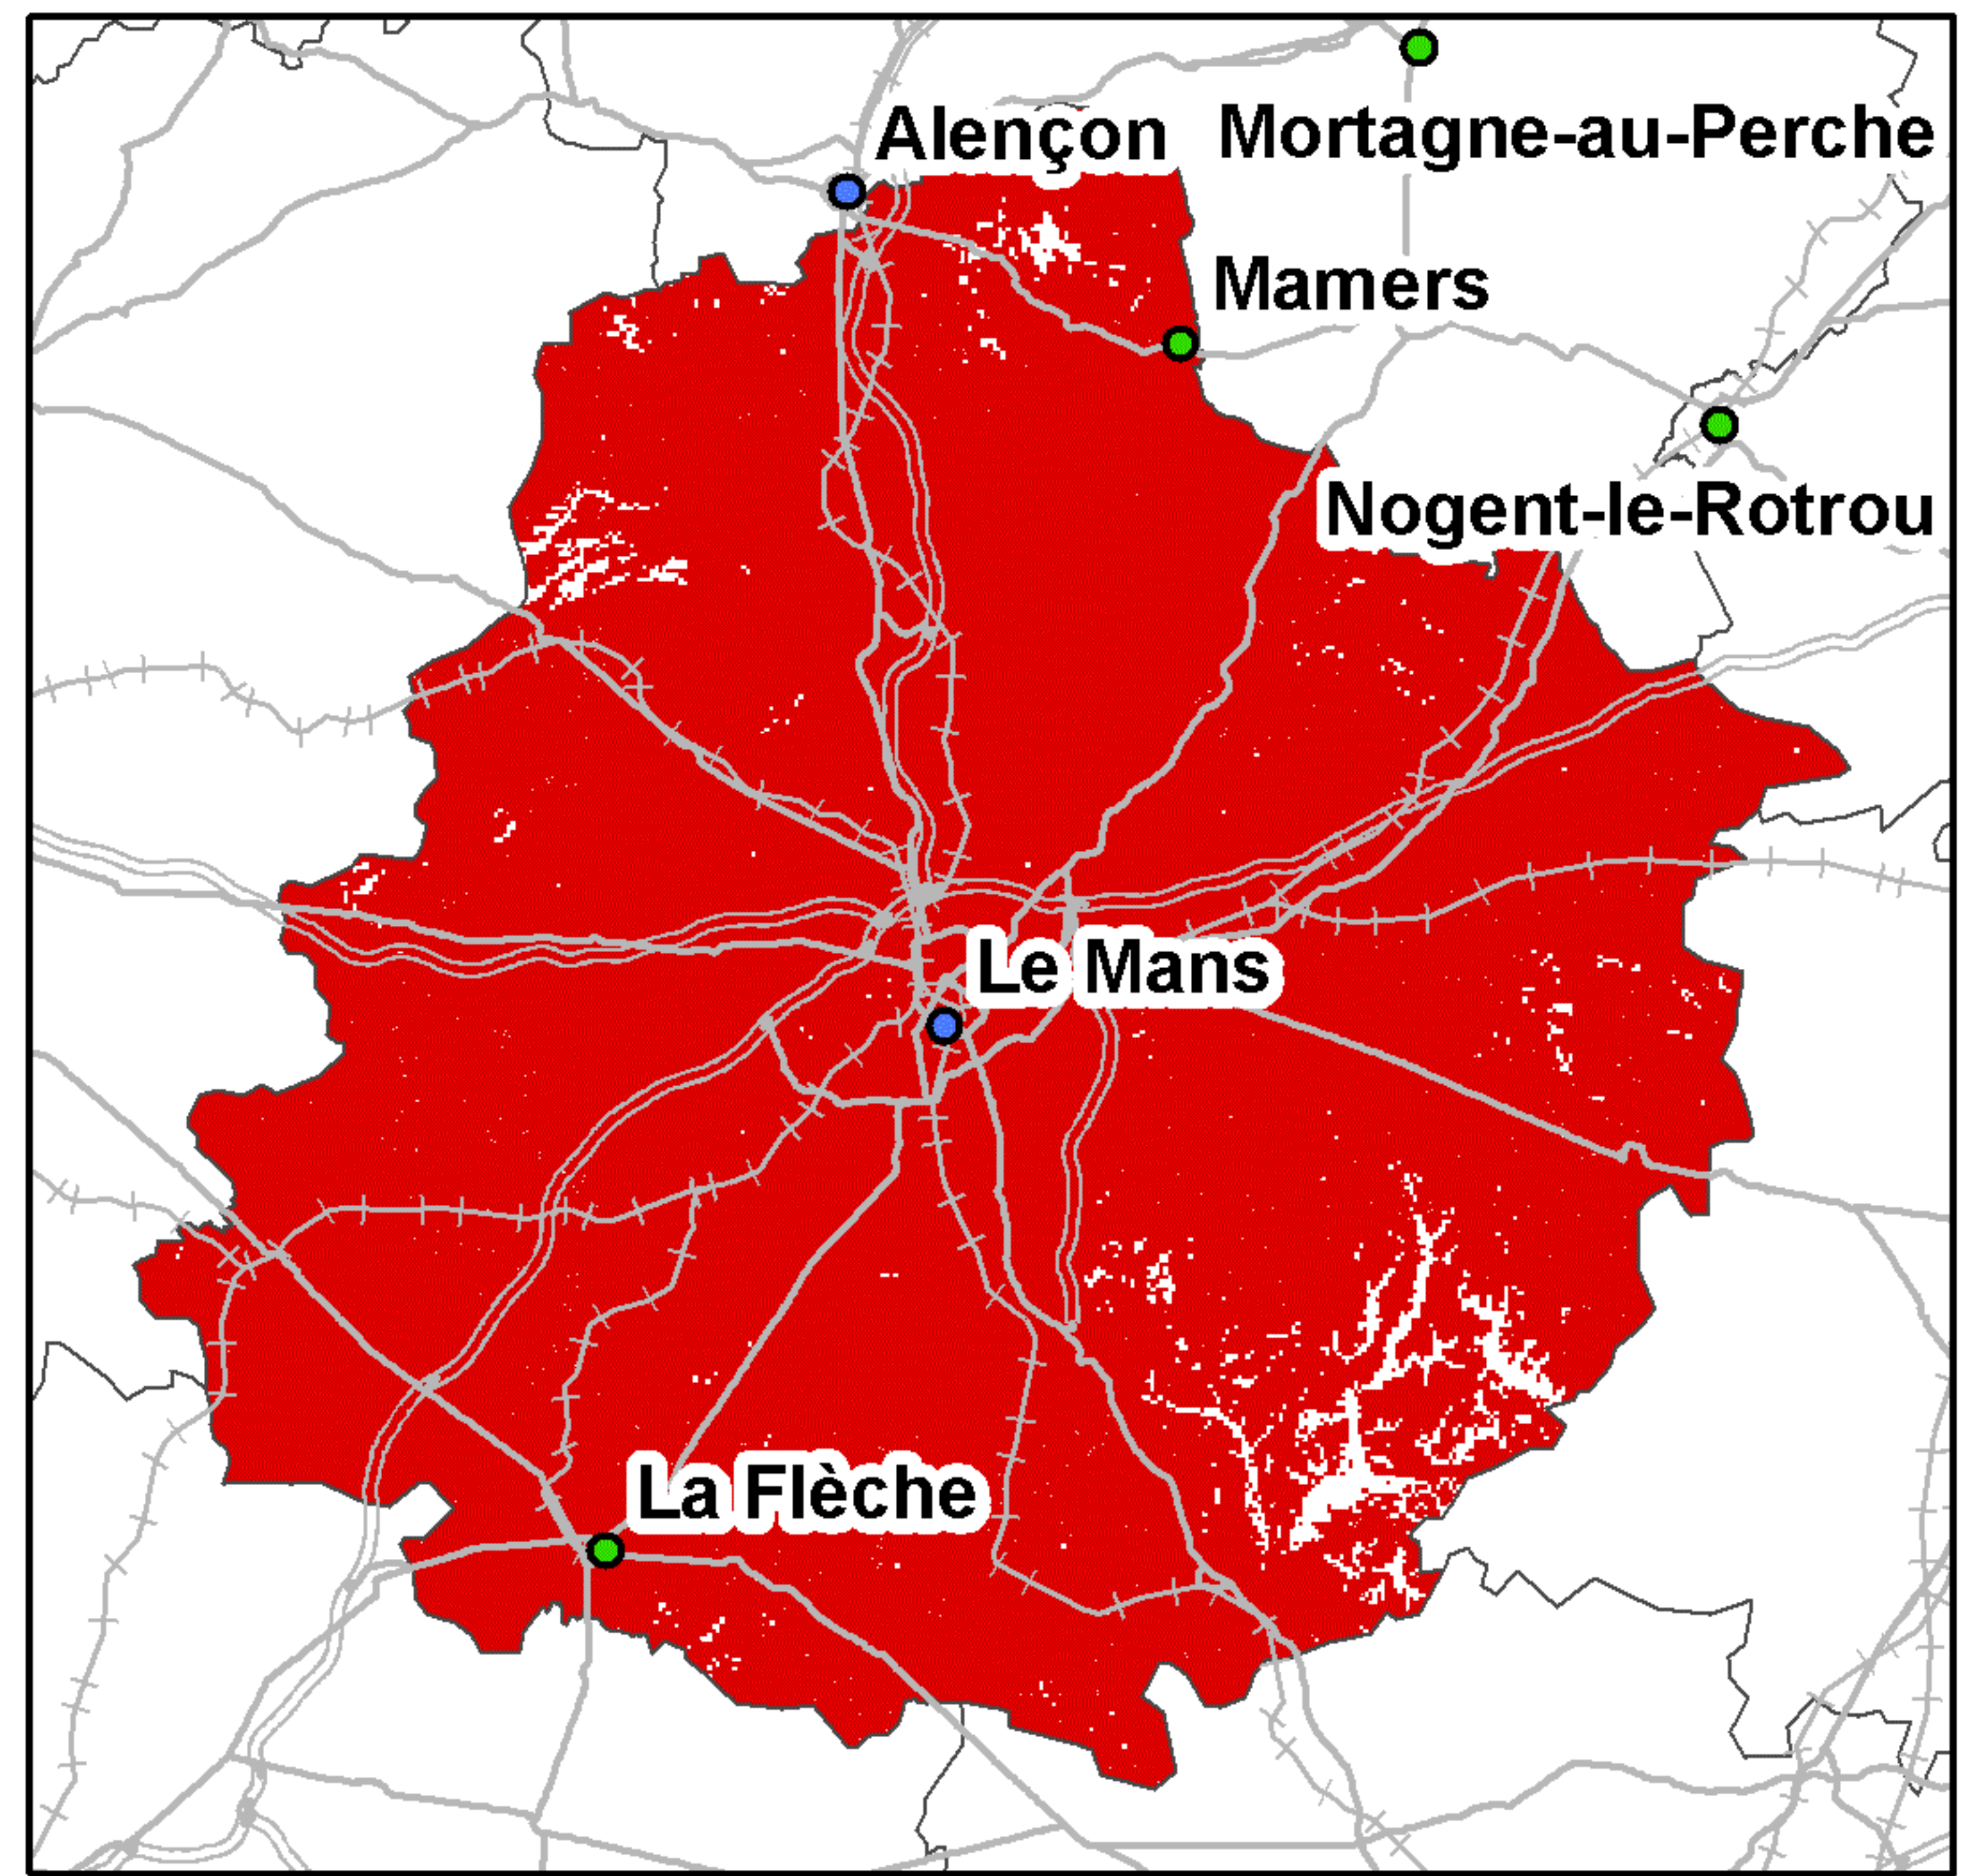 Alençon
Mortagne-au-Perche
Mamers
Nogent-le-Rotrou
Le Mans
La Flèche